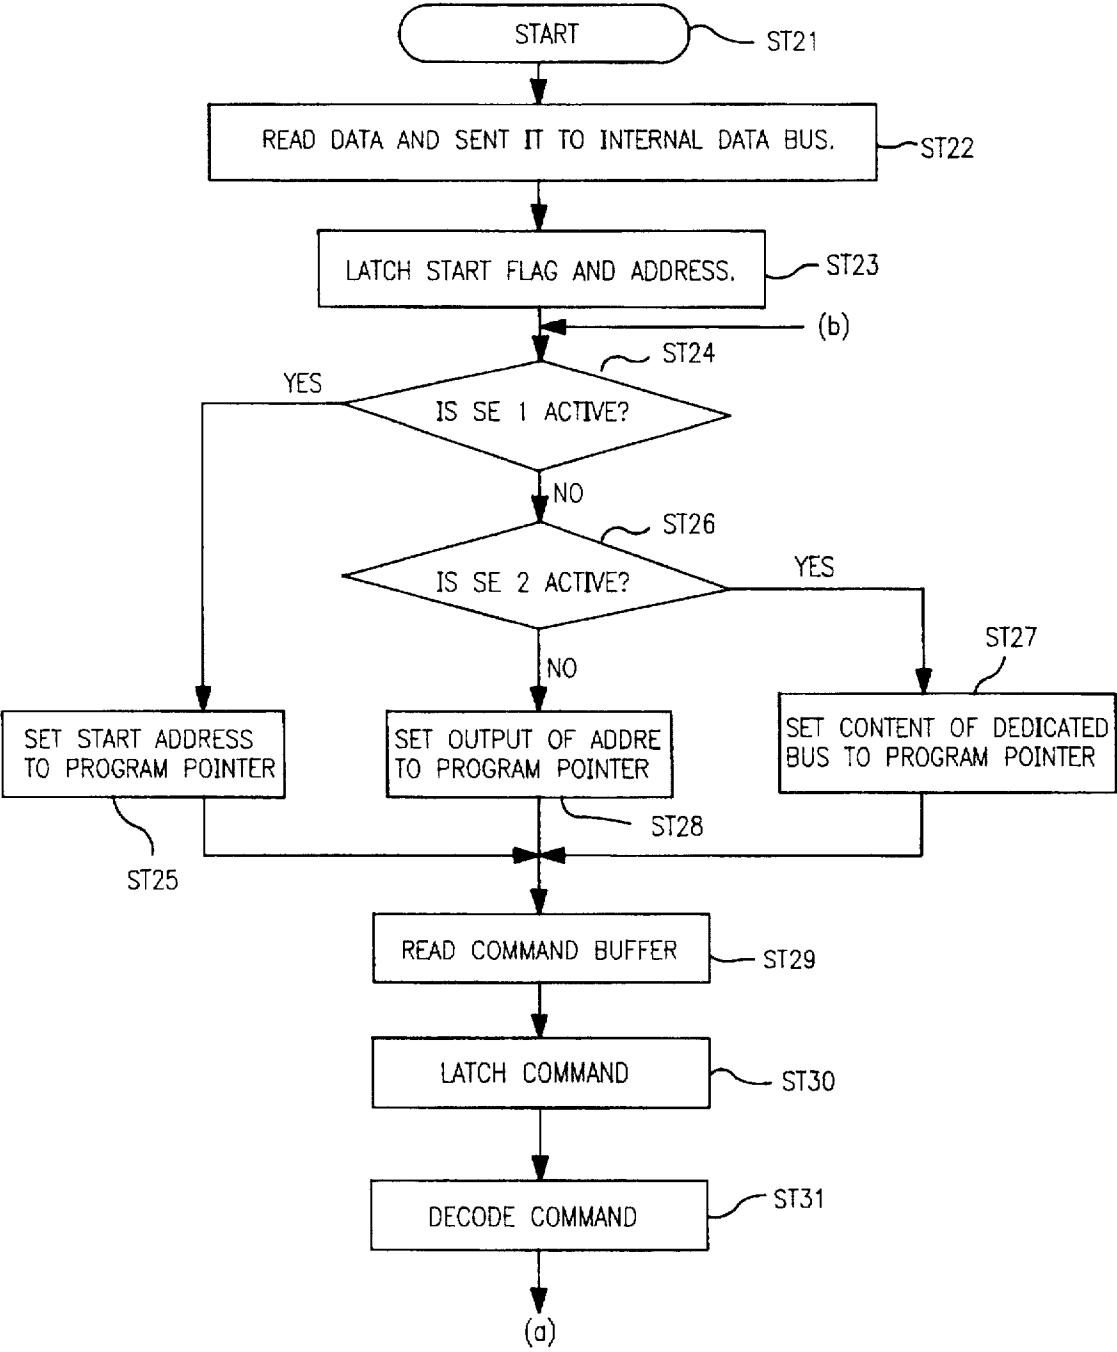 START
ST21
READ DATA AND SENT IT TO INTERNAL DATA BUS.
ST22
LATCH START FLAG AND ADDRESS.
ST23
(b)
ST24
YES
IS SE 1 ACTIVE?
NO
ST26
IS SE 2 ACTIVE?
YES
NO
ST27
SET START ADDRESS
TO PROGRAM POINTER
SET OUTPUT OF ADDRE
TO PROGRAM POINTER
SET CONTENT OF DEDICATED
BUS TO PROGRAM POINTER
ST25
ST28
READ COMMAND BUFFER
ST29
LATCH COMMAND
ST30
DECODE COMMAND
ST31
(a)